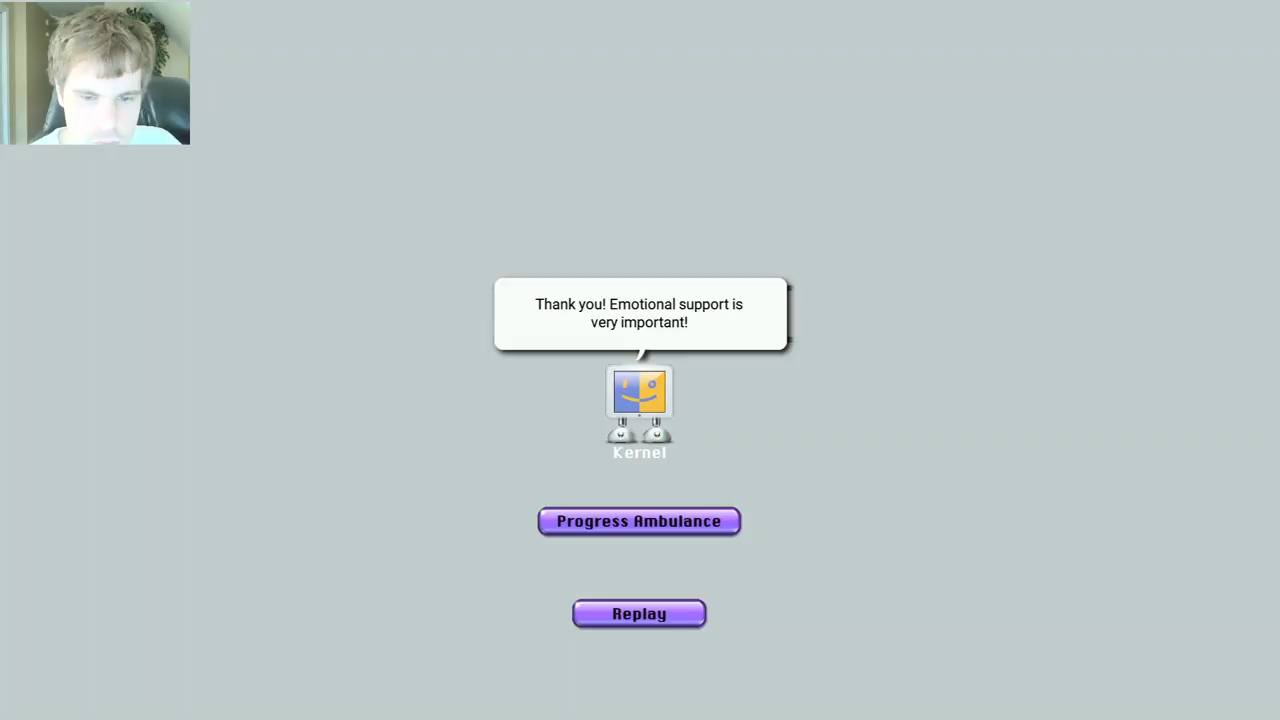 Thank you! Emotional support is
very important!
Kernel
Progress Ambulance
Replay